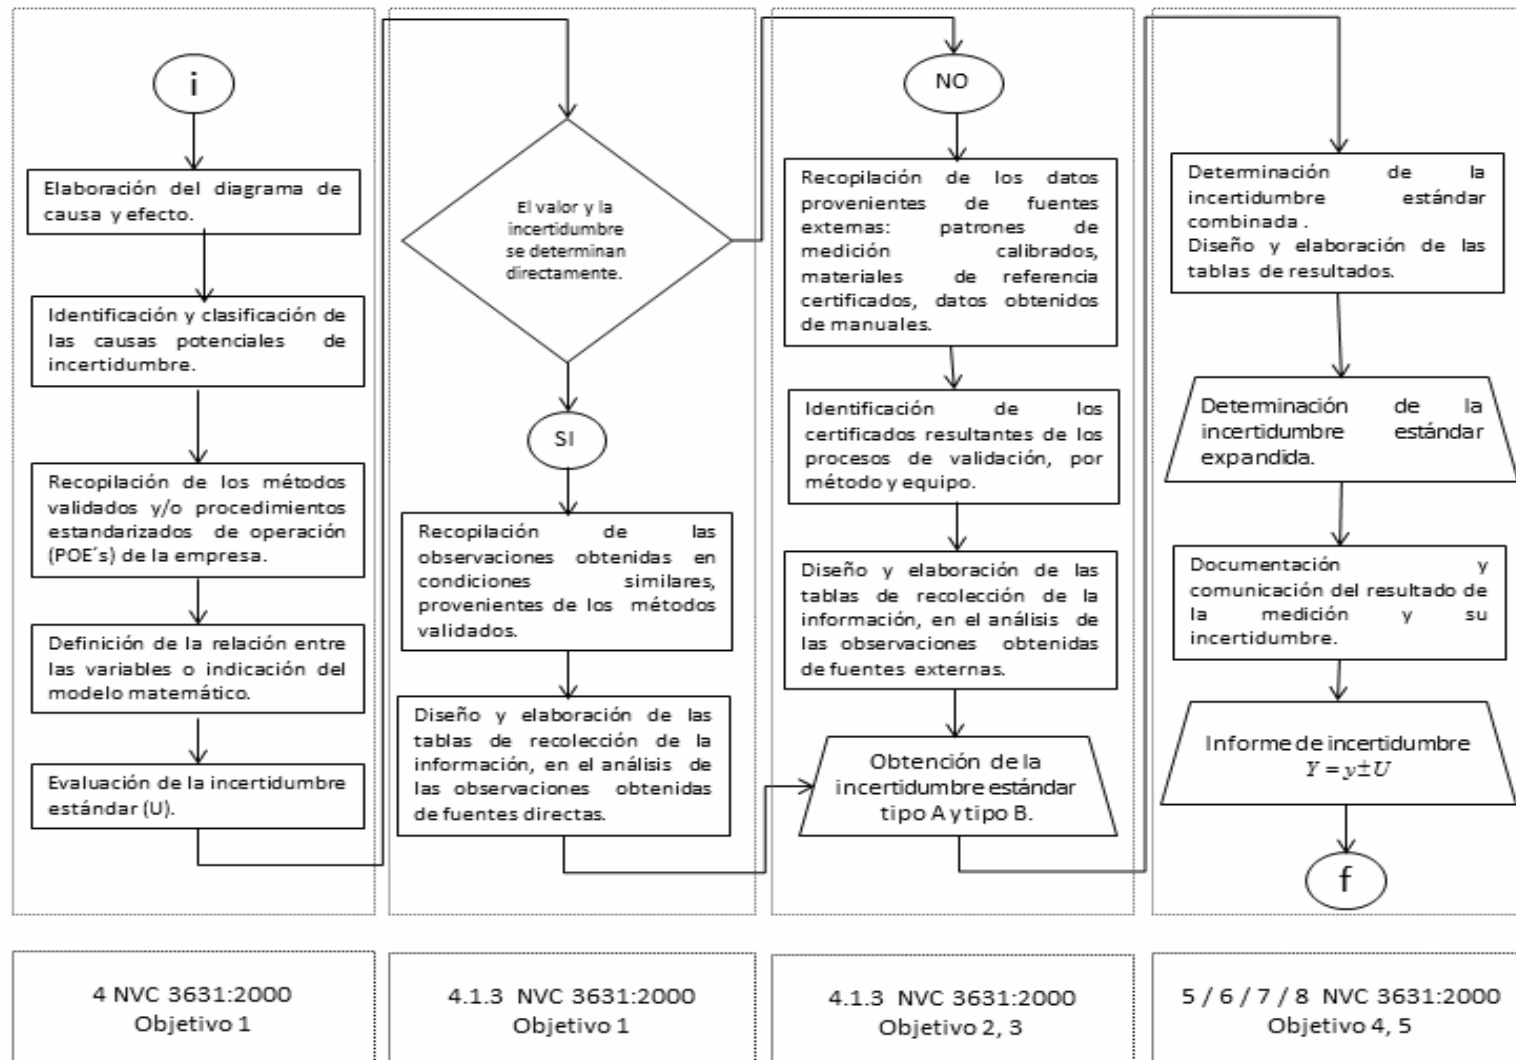 i
Elaboración del diagrama de
causa y efecto.
Identificación y clasificación de
las causas potenciales de
incertidumbre.
Recopilación de los métodos
validados y/o procedimientos
estandarizados de operación
(POE´s) de la empresa.
Definición de la relación entre
las variables o indicación del
modelo matemático.
Evaluación de la incertidumbre
estándar (U).
El valor y la
incertidumbre
se determinan
directamente.
SI
Recopilación de las
observaciones obtenidas en
condiciones similares,
provenientes de los métodos
validados.
Diseño y elaboración de las
tablas de recolección de la
información, en el análisis de
las observaciones obtenidas
de fuentes directas.
NO
Recopilación de los datos
provenientes de fuentes
externas: patrones de
medición calibrados,
materiales de referencia
certificados, datos obtenidos
de manuales.
Identificación de los
certificados resultantes de los
procesos de validación, por
método y equipo.
Diseño y elaboración de las
tablas de recolección de la
información, en el análisis de
las observaciones obtenidas
de fuentes externas.
Obtención de la
incertidumbre estándar
tipo A y tipo B.
Determinación de la
incertidumbre estándar
combinada .
Diseño y elaboración de las
tablas de resultados.
Determinación de la
incertidumbre estándar
expandida.
Documentación y
comunicación del resultado de
la medición y su
incertidumbre.
Informe de incertidumbre
Y = y±U
f
4 NVC 3631:2000
Objetivo 1
4.1.3 NVC 3631:2000
Objetivo 1
4.1.3 NVC 3631:2000
Objetivo 2, 3
5 / 6 / 7 / 8 NVC 3631:2000
Objetivo 4, 5